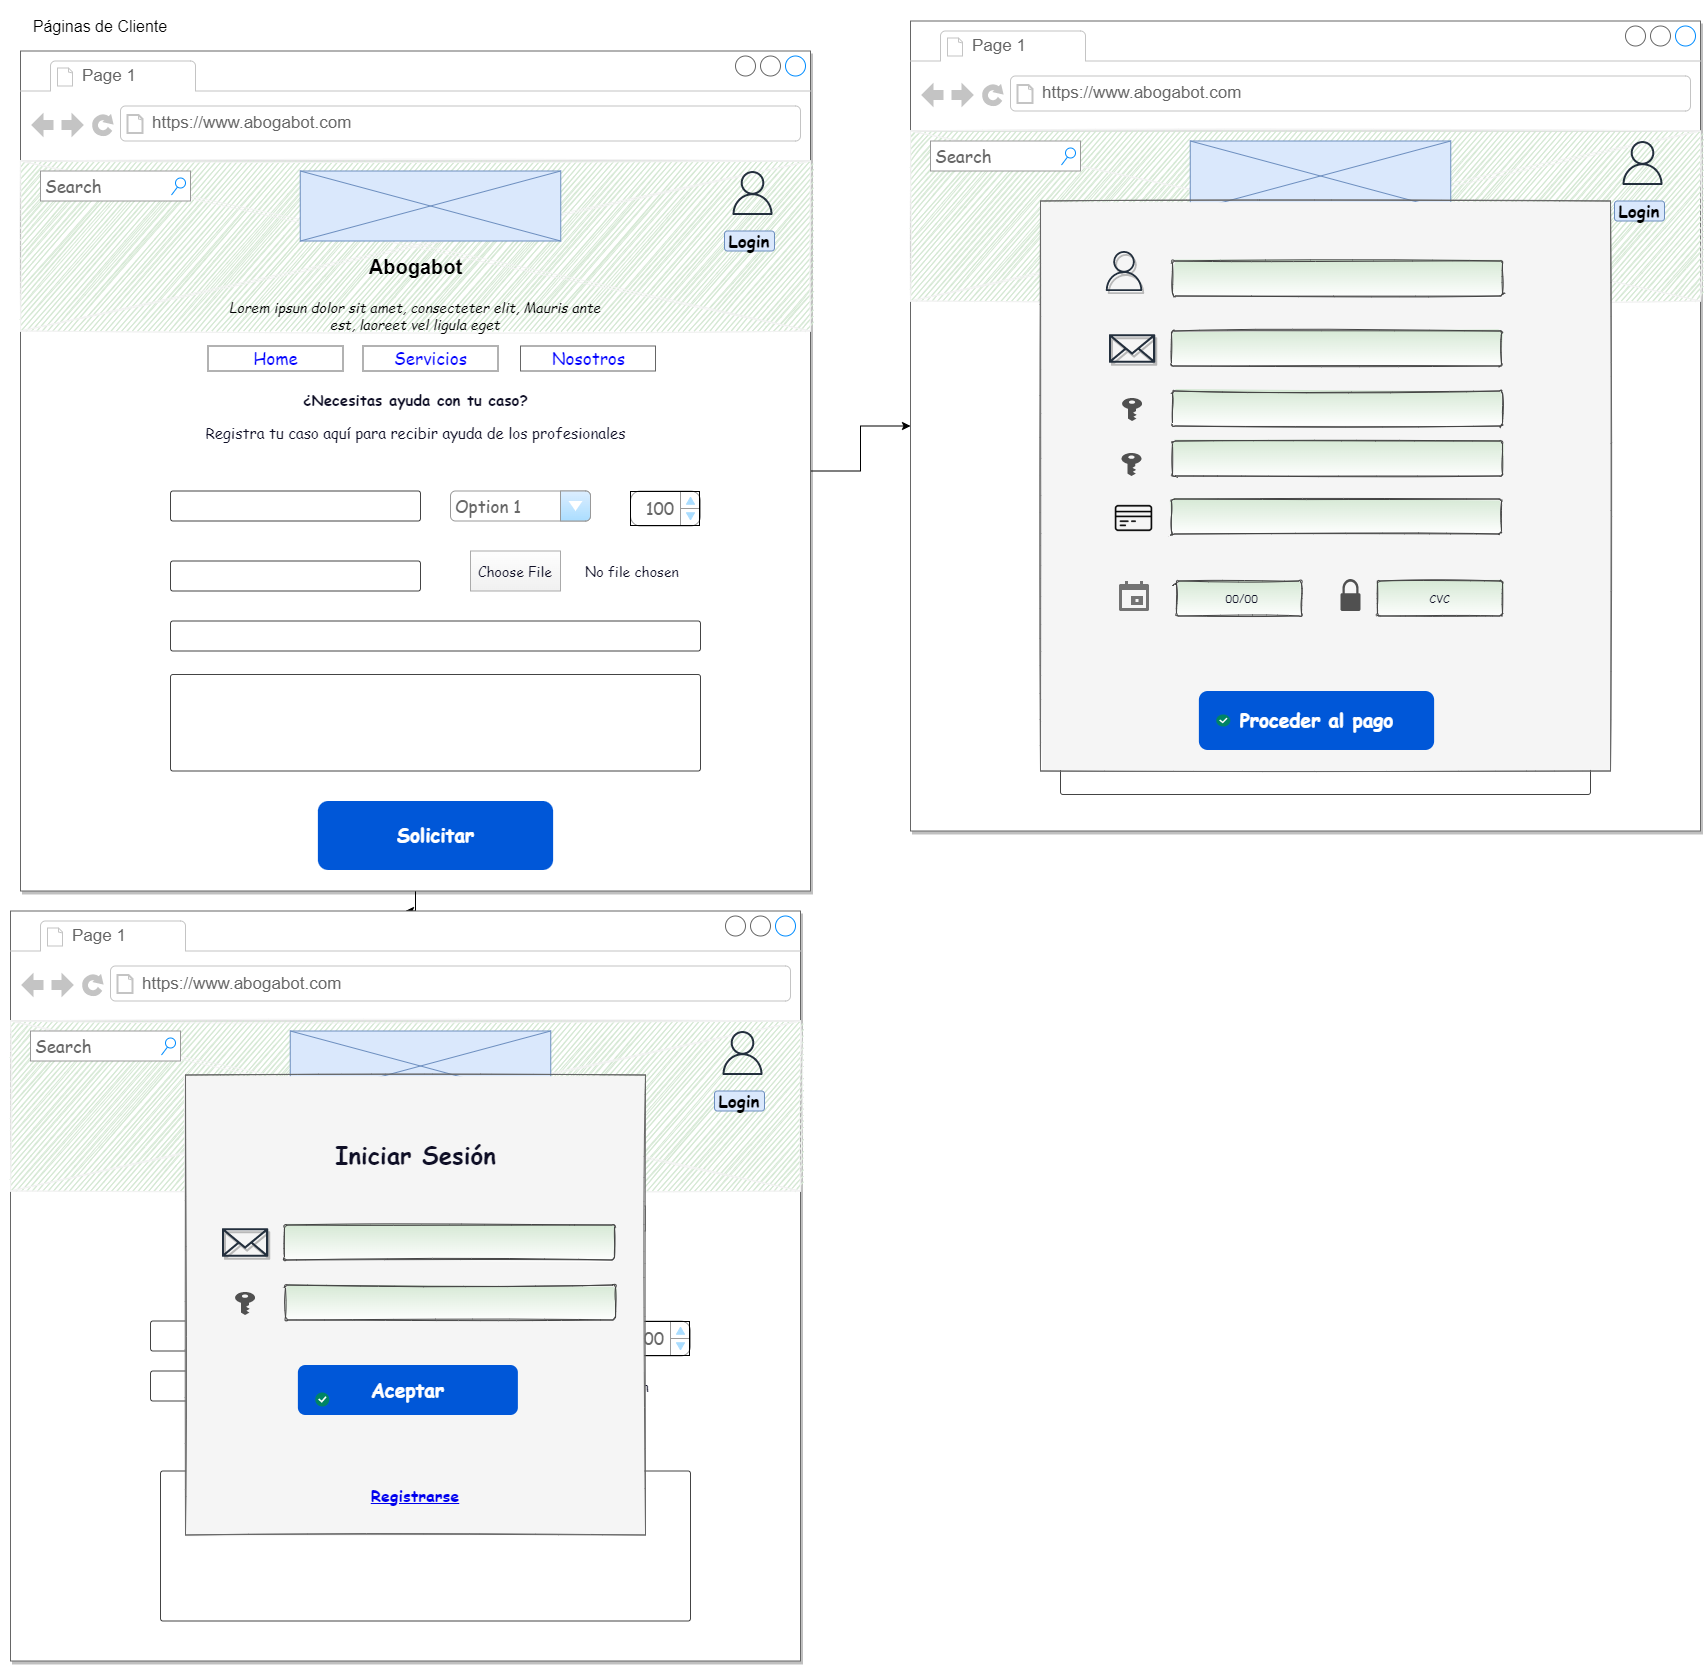 Páginas de Cliente
Page 1
https://www.abogabot.com
Search
Login
Abogabot
Lorem ipsun dolor sit amet, consecteter elit, Mauris ante
est, laoreet vel ligula eget
Home
Servicios
Nosotros
¿Necesitas ayuda con tu caso?
Registra tu caso aquí para recibir ayuda de los profesionales
Option 1
100
Choose File
No file chosen
Solicitar
Page 1
https://www.abogabot.com
Search
Login
00/00
CVC
Proceder al pago
Page 1
https://www.abogabot.com
Search
Login
Iniciar Sesión
00
Aceptar
n
Registrarse